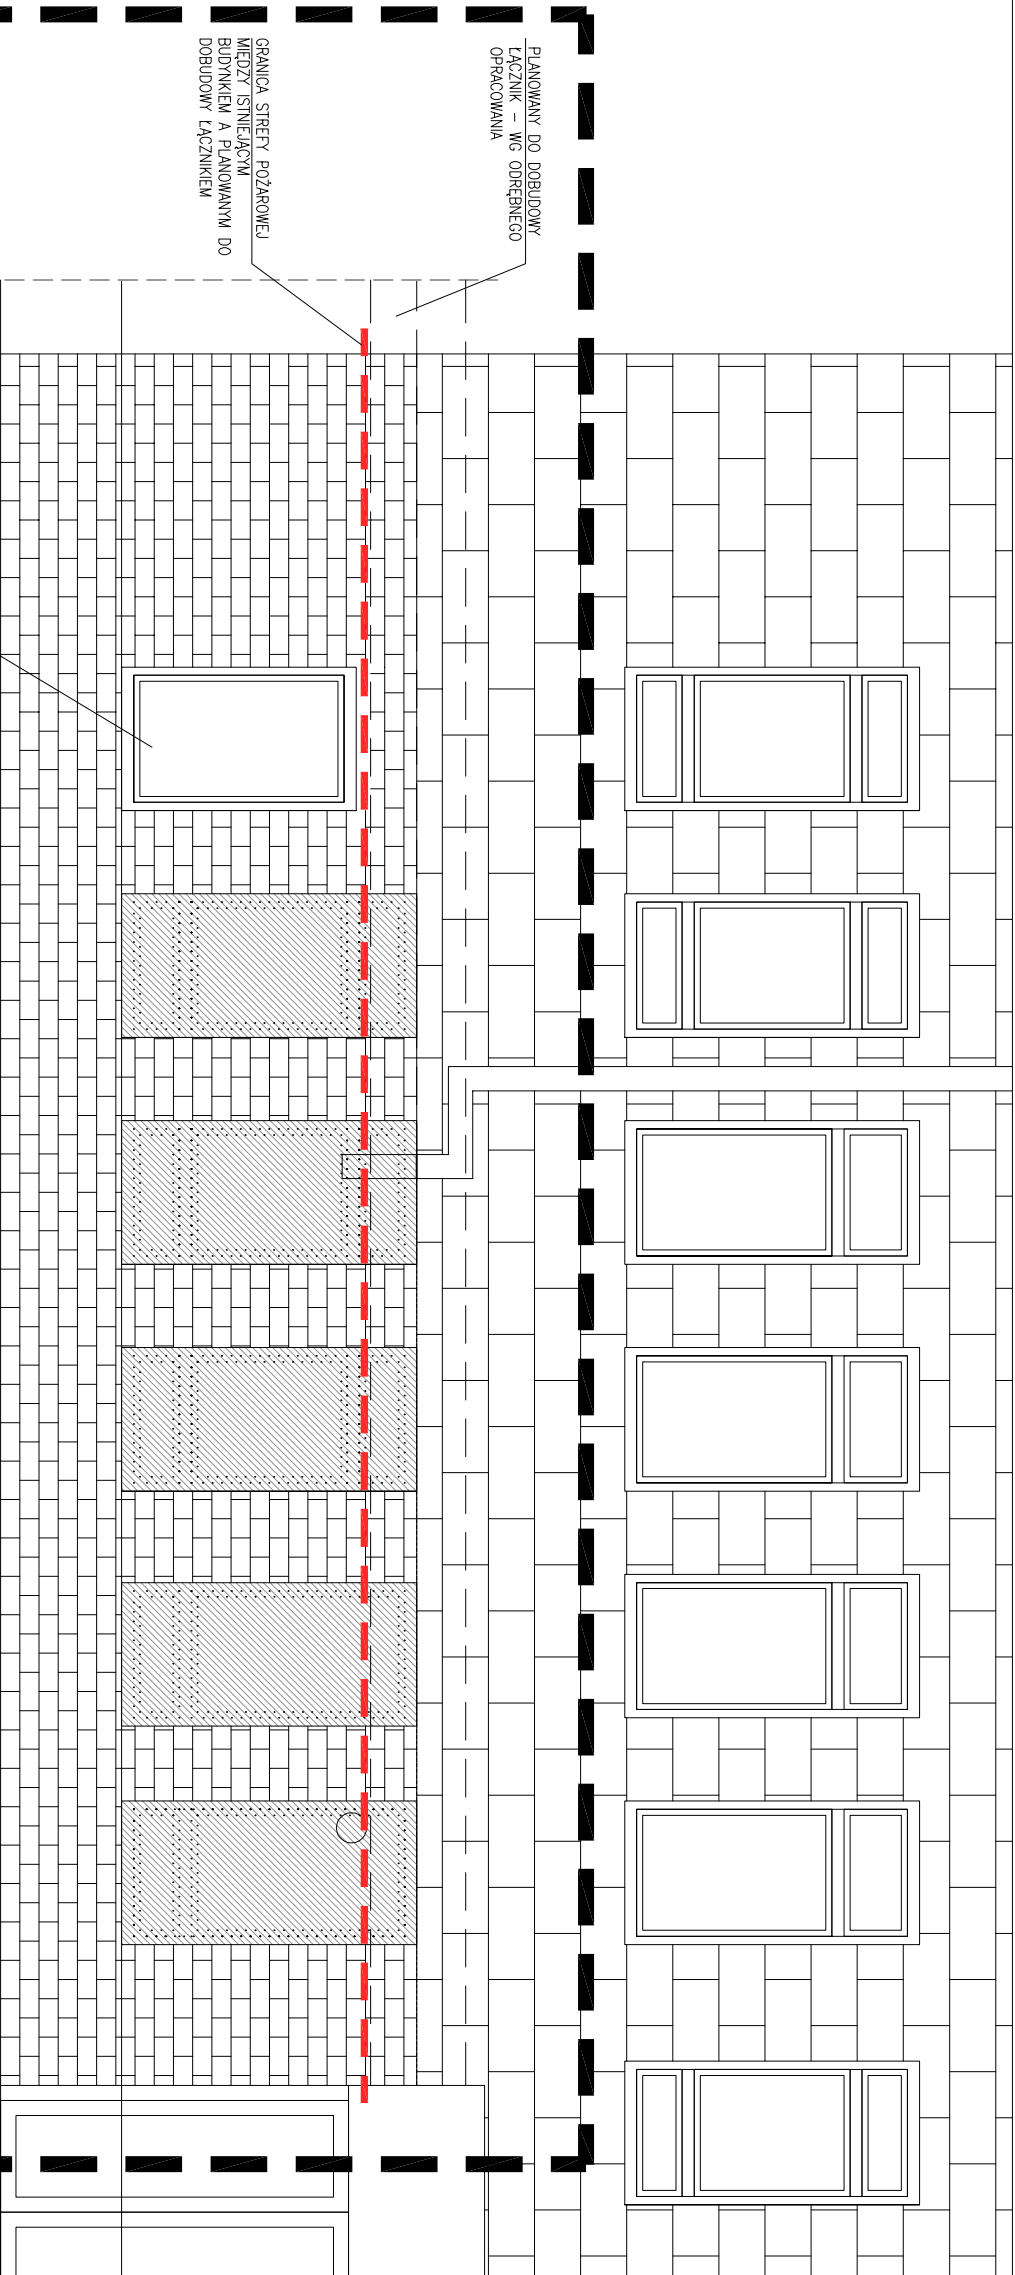 PLANOWANY DO DOBUDOWY
ŁĄCZNIK – WG ODRĘBNEGO
OPRACOWANIA
GRANICA STREFY POŻAROWEJ
MIĘDZY ISTNIEJĄCYM
BUDYNKIEM A PLANOWANYM DO
DOBUDOWY ŁĄCZNIKIEM